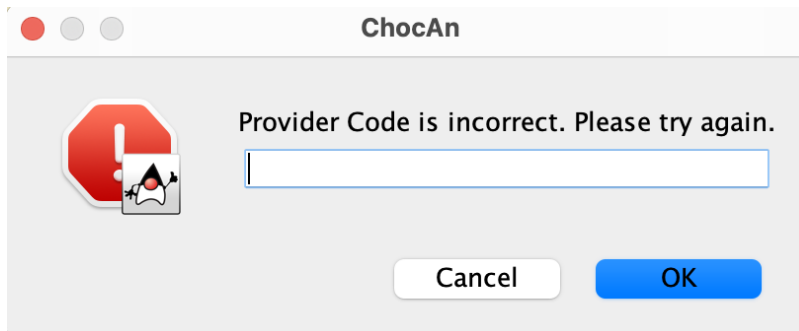 ChocAn
Provider Code is incorrect. Please try again.
Cancel
OK